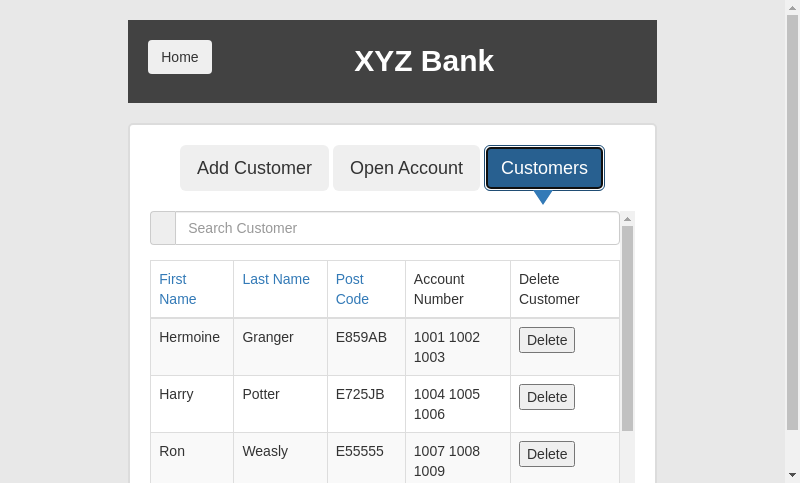 Home
XYZ Bank
Add Customer Open Account Customers
Search Customer
First Name Last Name Post Code Account Number Delete Customer
Hermoine Granger E859AB 1001 1002 1003 Delete
Harry Potter E725JB 1004 1005 1006 Delete
Ron Weasly E55555 1007 1008 1009 Delete